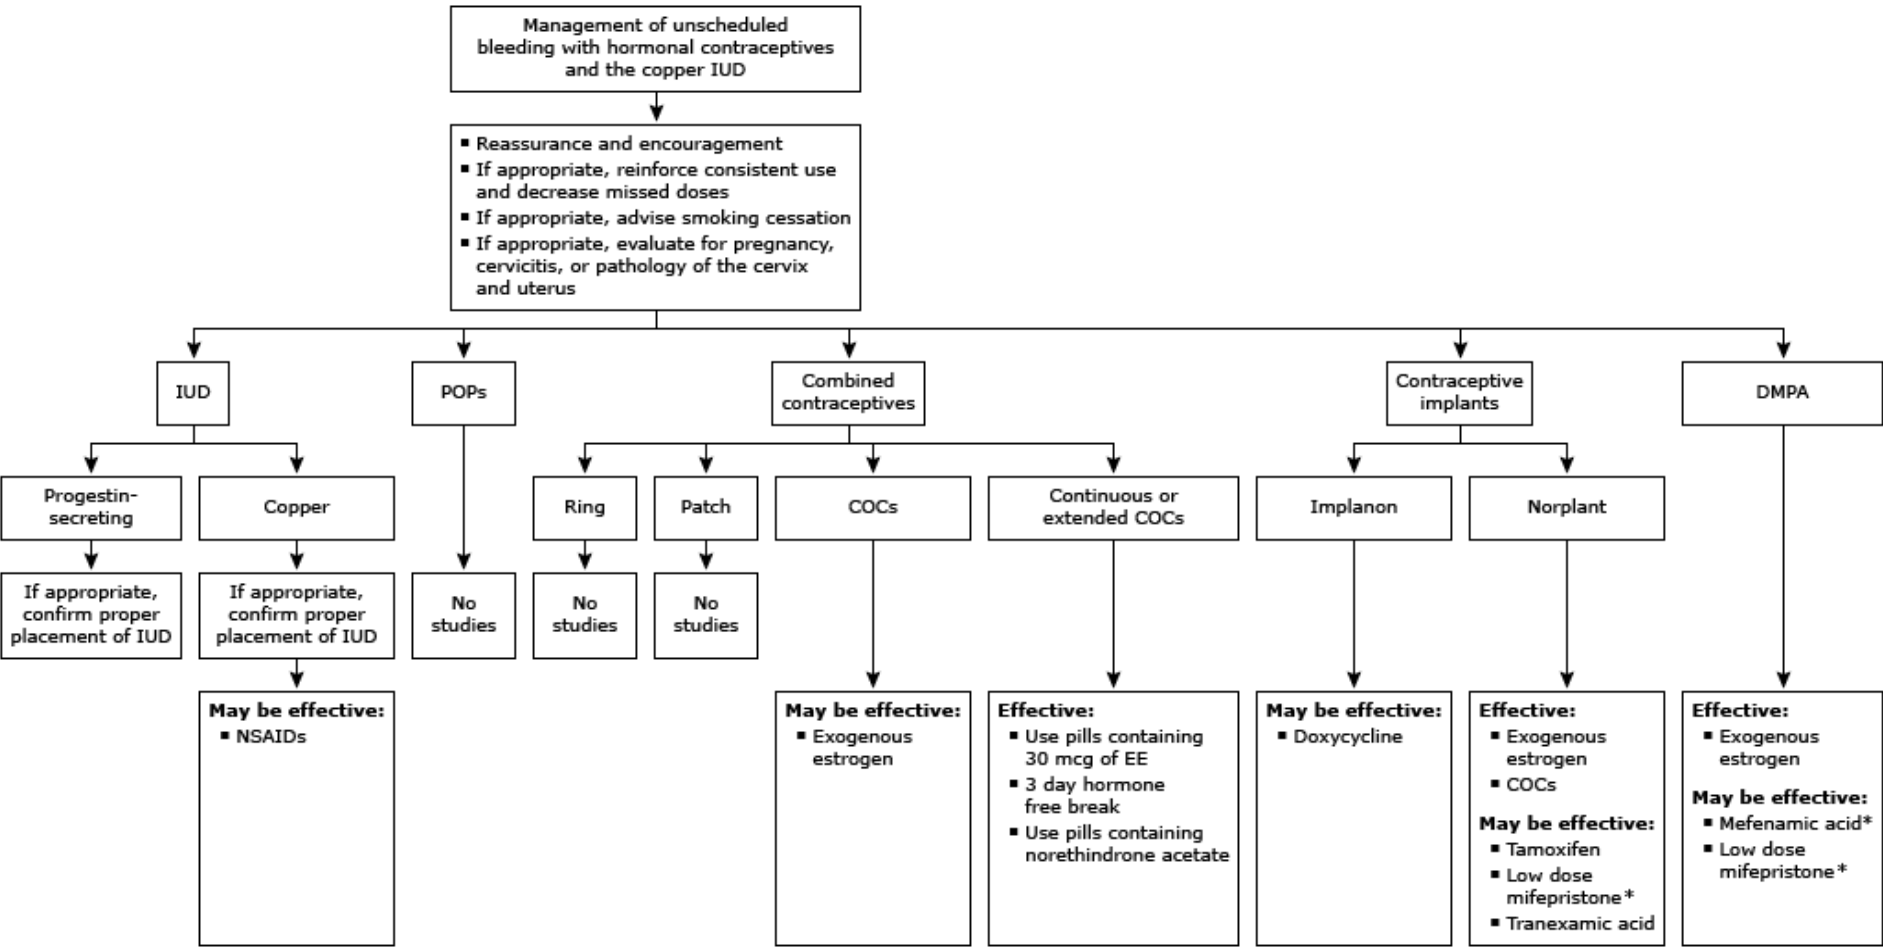 Management of unscheduled
bleeding with hormonal contraceptives
and the copper IUD
▪ Reassurance and encouragement
▪ If appropriate, reinforce consistent use
and decrease missed doses
▪ If appropriate, advise smoking cessation
▪ If appropriate, evaluate for pregnancy,
cervicitis, or pathology of the cervix
and uterus
IUD
POPs
Combined
contraceptives
Contraceptive
implants
DMPA
Progestin-
secreting
Copper
Ring
Patch
COCs
Continuous or
extended COCs
Implanon
Norplant
If appropriate,
confirm proper
placement of IUD
If appropriate,
confirm proper
placement of IUD
No
studies
No
studies
No
studies
May be effective:
▪ NSAIDs
May be effective:
▪ Exogenous
estrogen
Effective:
▪ Use pills containing
30 mcg of EE
▪ 3 day hormone
free break
▪ Use pills containing
norethindrone acetate
May be effective:
▪ Doxycycline
Effective:
▪ Exogenous
estrogen
▪ COCs
May be effective:
▪ Tamoxifen
▪ Low dose
mifepristone*
▪ Tranexamic acid
Effective:
▪ Exogenous
estrogen
May be effective:
▪ Mefenamic acid*
▪ Low dose
mifepristone*